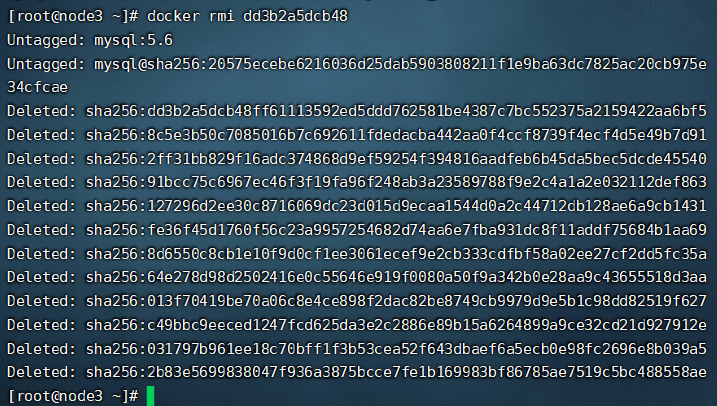 [root@node3 ~]# docker rmi dd3b2a5dcb48
Untagged: mysql:5.6
Untagged: mysql@sha256:20575ecebe6216036d25dab5903808211f1e9ba63dc7825ac20cb975e
34cfcae
Deleted: sha256:dd3b2a5dcb48ff61113592ed5ddd762581be4387c7bc552375a2159422aa6bf5
Deleted: sha256:8c5e3b50c7085016b7c692611fdedacba442aa0f4ccf8739f4ecf4d5e49b7d91
Deleted: sha256:2ff31bb829f16adc374868d9ef59254f394816aadfeb6b45da5bec5dcde45540
Deleted: sha256:91bcc75c6967ec46f3f19fa96f248ab3a23589788f9e2c4a1a2e032112def863
Deleted: sha256:127296d2ee30c8716069dc23d015d9ecaa1544d0a2c44712db128ae6a9cb1431
Deleted: sha256:fe36f45d1760f56c23a9957254682d74aa6e7fba931dc8f11addf75684b1aa69
Deleted: sha256:8d6550c8cb1e10f9d0cf1ee3061ecef9e2cb333cdfbf58a02ee27cf2dd5fc35a
Deleted: sha256:64e278d98d2502416e0c55646e919f0080a50f9a342b0e28aa9c43655518d3aa
Deleted: sha256:013f70419be70a06c8e4ce898f2dac82be8749cb9979d9e5b1c98dd82519f627
Deleted: sha256:c49bbc9eeced1247fcd625da3e2c2886e89b15a6264899a9ce32cd21d927912e
Deleted: sha256:031797b961ee18c70bff1f3b53cea52f643dbaef6a5ecb0e98fc2696e8b039a5
Deleted: sha256:2b83e5699838047f936a3875bcce7fe1b169983bf86785ae7519c5bc488558ae
[root@node3 ~]#